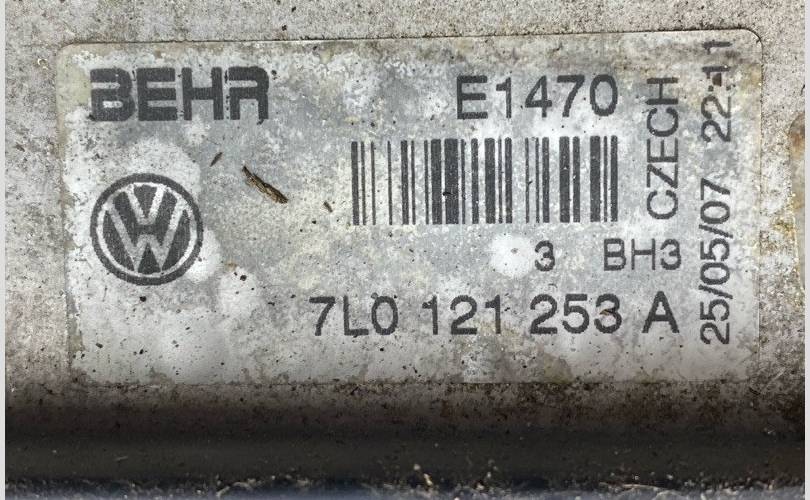 BEHR
E1470
3 BH3
7L0 121 253 A
CZECH
25/05/07 22:11